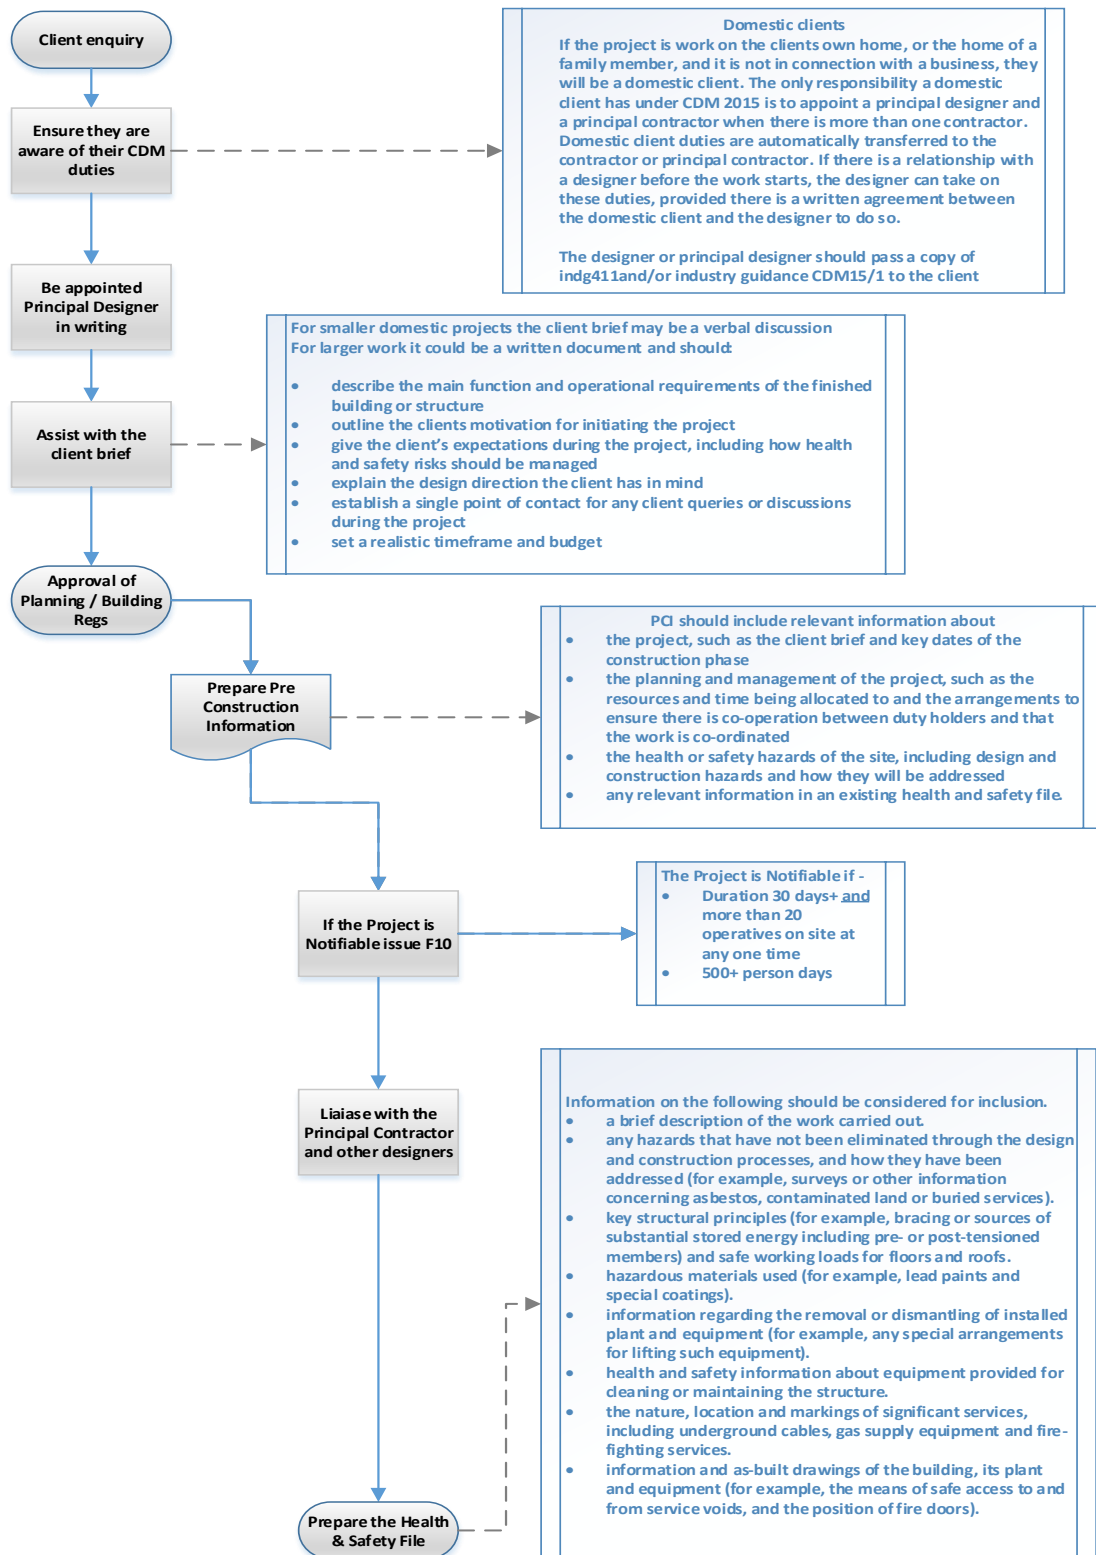 Client enquiry
Domestic clients
If the project is work on the clients own home, or the home of a
family member, and it is not in connection with a business, they
will be a domestic client. The only responsibility a domestic
client has under CDM 2015 is to appoint a principal designer and
a principal contractor when there is more than one contractor.
Domestic client duties are automatically transferred to the
contractor or principal contractor. If there is a relationship with
a designer before the work starts, the designer can take on
these duties, provided there is a written agreement between
the domestic client and the designer to do so.
The designer or principal designer should pass a copy of
indg411and/or industry guidance CDM15/1 to the client
Ensure they are
aware of their CDM
duties
Be appointed
Principal Designer
in writing
For smaller domestic projects the client brief may be a verbal discussion
For larger work it could be a written document and should:
• describe the main function and operational requirements of the finished
building or structure
• outline the clients motivation for initiating the project
• give the client's expectations during the project, including how health
and safety risks should be managed
• explain the design direction the client has in mind
• establish a single point of contact for any client queries or discussions
during the project
• set a realistic timeframe and budget
Assist with the
client brief
Approval of
Planning / Building
Regs
PCI should include relevant information about
• the project, such as the client brief and key dates of the
construction phase
• the planning and management of the project, such as the
resources and time being allocated to and the arrangements to
ensure there is co-operation between duty holders and that
the work is co-ordinated
• the health or safety hazards of the site, including design and
construction hazards and how they will be addressed
• any relevant information in an existing health and safety file.
Prepare Pre
Construction
Information
The Project is Notifiable if -
• Duration 30 days+ and
more than 20
operatives on site at
any one time
• 500+ person days
If the Project is
Notifiable issue F10
Liaiase with the
Principal Contractor
and other designers
Information on the following should be considered for inclusion.
• a brief description of the work carried out.
• any hazards that have not been eliminated through the design
and construction processes, and how they have been
addressed (for example, surveys or other information
concerning asbestos, contaminated land or buried services).
• key structural principles (for example, bracing or sources of
substantial stored energy including pre- or post-tensioned
members) and safe working loads for floors and roofs.
• hazardous materials used (for example, lead paints and
special coatings).
• information regarding the removal or dismantling of installed
plant and equipment (for example, any special arrangements
for lifting such equipment).
• health and safety information about equipment provided for
cleaning or maintaining the structure.
• the nature, location and markings of significant services,
including underground cables, gas supply equipment and fire-
fighting services.
• information and as-built drawings of the building, its plant
and equipment (for example, the means of safe access to and
from service voids, and the position of fire doors).
Prepare the Health
& Safety File